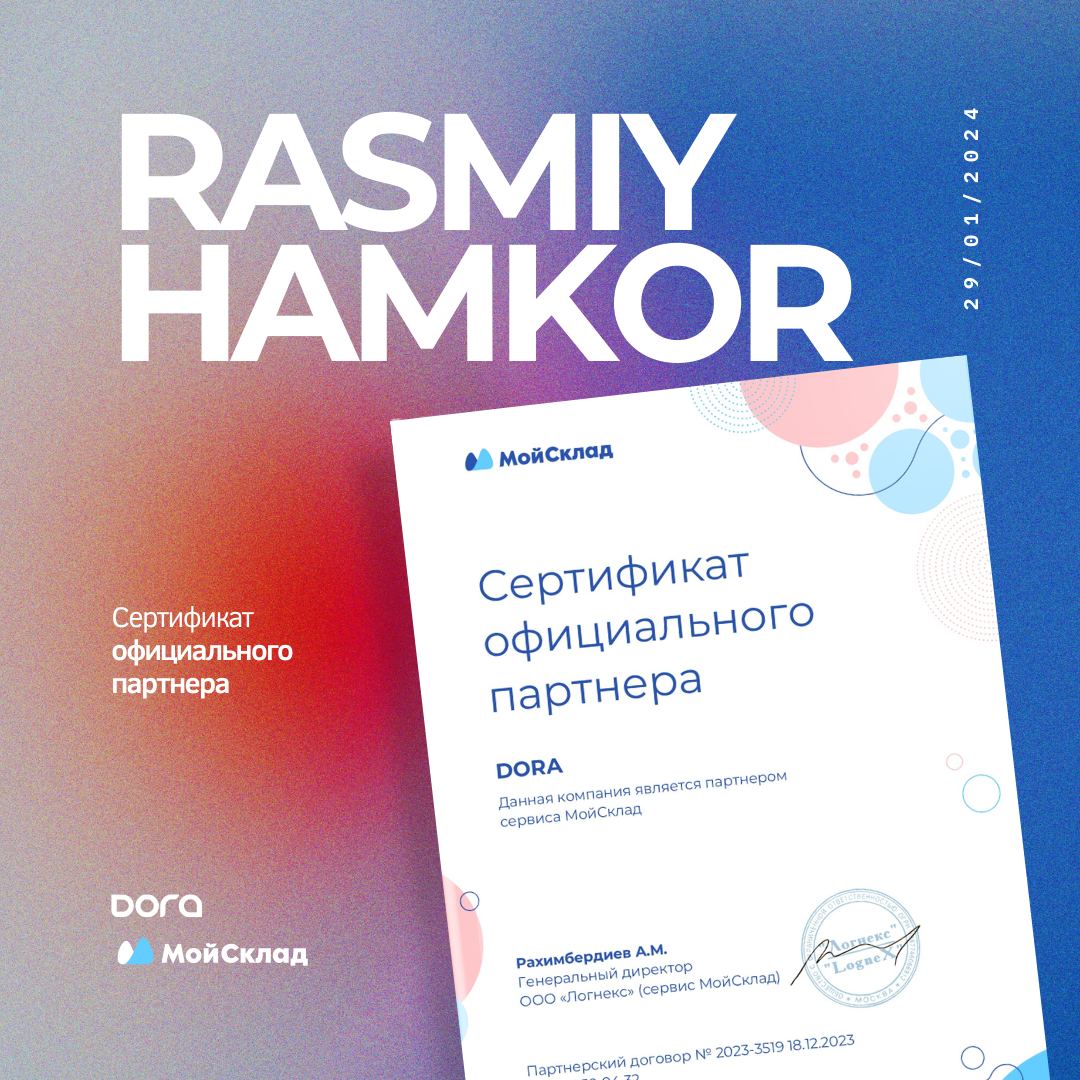 RASMIY
HAMKOR
29/01/2024
МойСклад
Сертификат
официального
партнера
DORA
Данная компания является партнером
сервиса МойСклад
Рахимбердиев А.М.
Генеральный директор
ООО «Логнекс» (сервис МойСклад)
"Логнекс"
"LogneX"
МОСКВА
Партнерский договор № 2023-3519 18.12.2023
Сертификат
официального
партнера
Dora
МойСклад